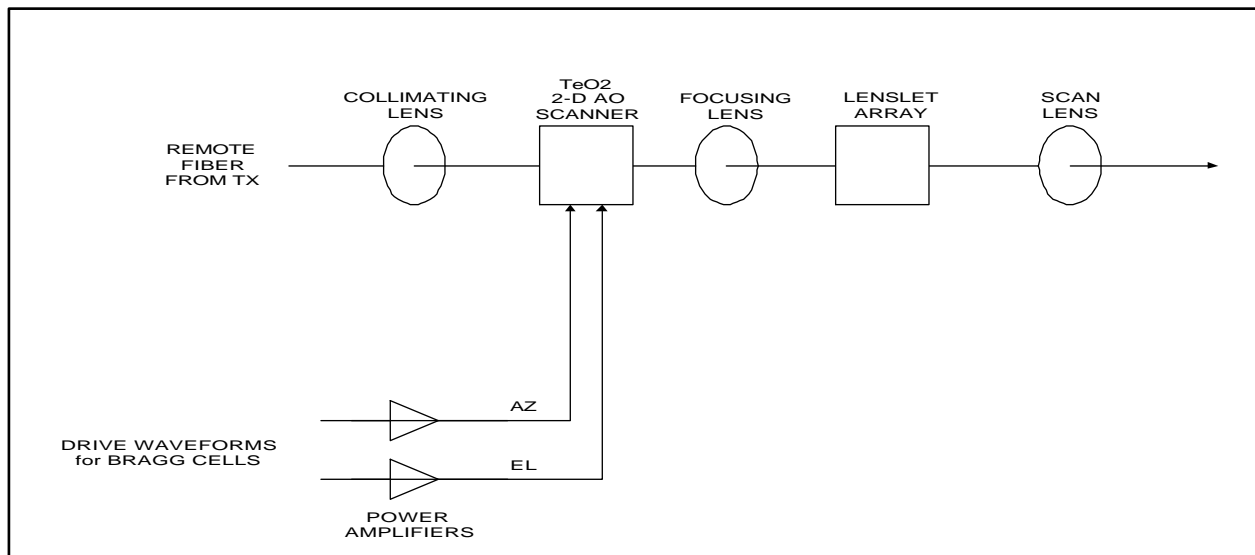 COLLIMATING
LENS
TeO2
2-D AO
SCANNER
FOCUSING
LENS
LENSLET
ARRAY
SCAN
LENS
REMOTE
FIBER
FROM TX
AZ
DRIVE WAVEFORMS
for BRAGG CELLS
EL
POWER
AMPLIFIERS